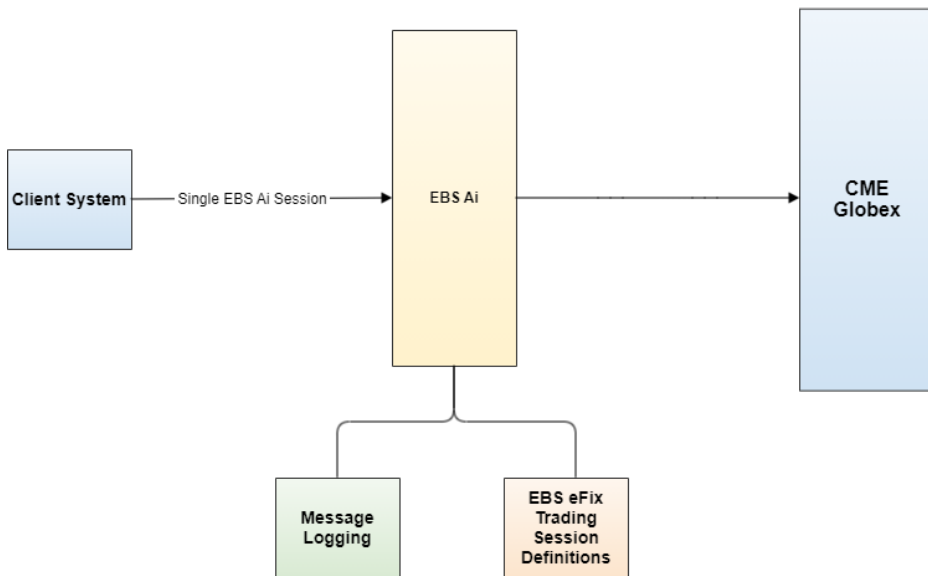 Client System
Single EBS Ai Session
EBS Ai
CME
Globex
Message
Logging
EBS eFix
Trading
Session
Definitions